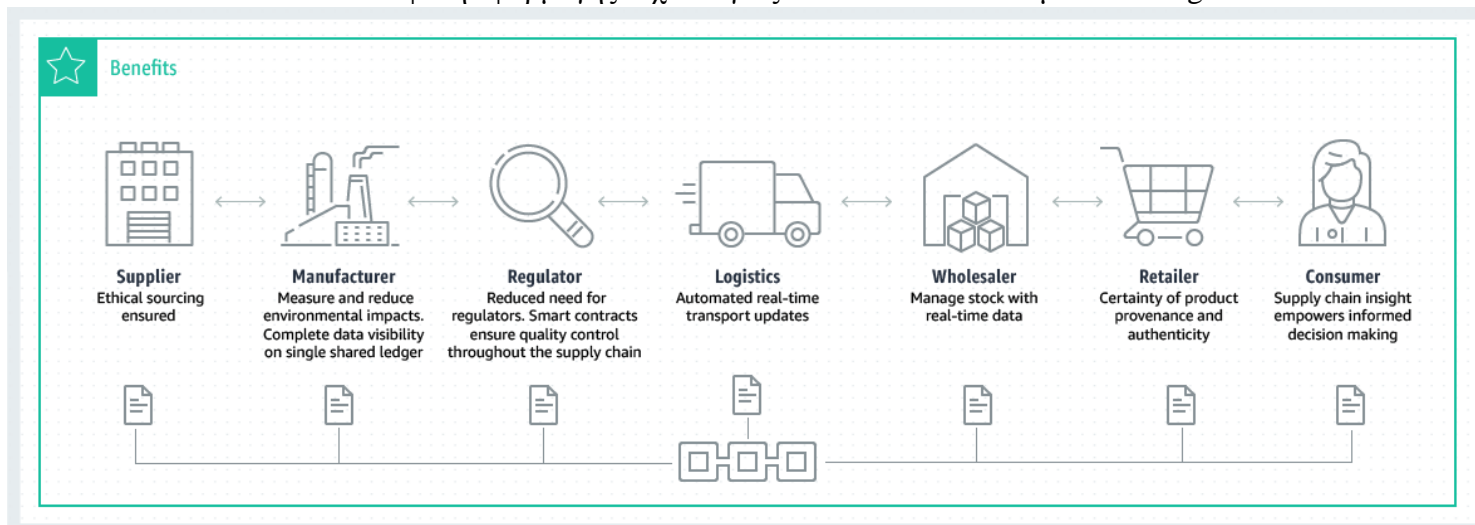 Benefits
Supplier
Ethical sourcing
ensured
Manufacturer
Measure and reduce
environmental impacts.
Complete data visibility
on single shared ledger
Regulator
Reduced need for
regulators. Smart contracts
ensure quality control
throughout the supply chain
Logistics
Automated real-time
transport updates
Wholesaler
Manage stock with
real-time data
Retailer
Certainty of product
provenance and
authenticity
Consumer
Supply chain insight
empowers informed
decision making